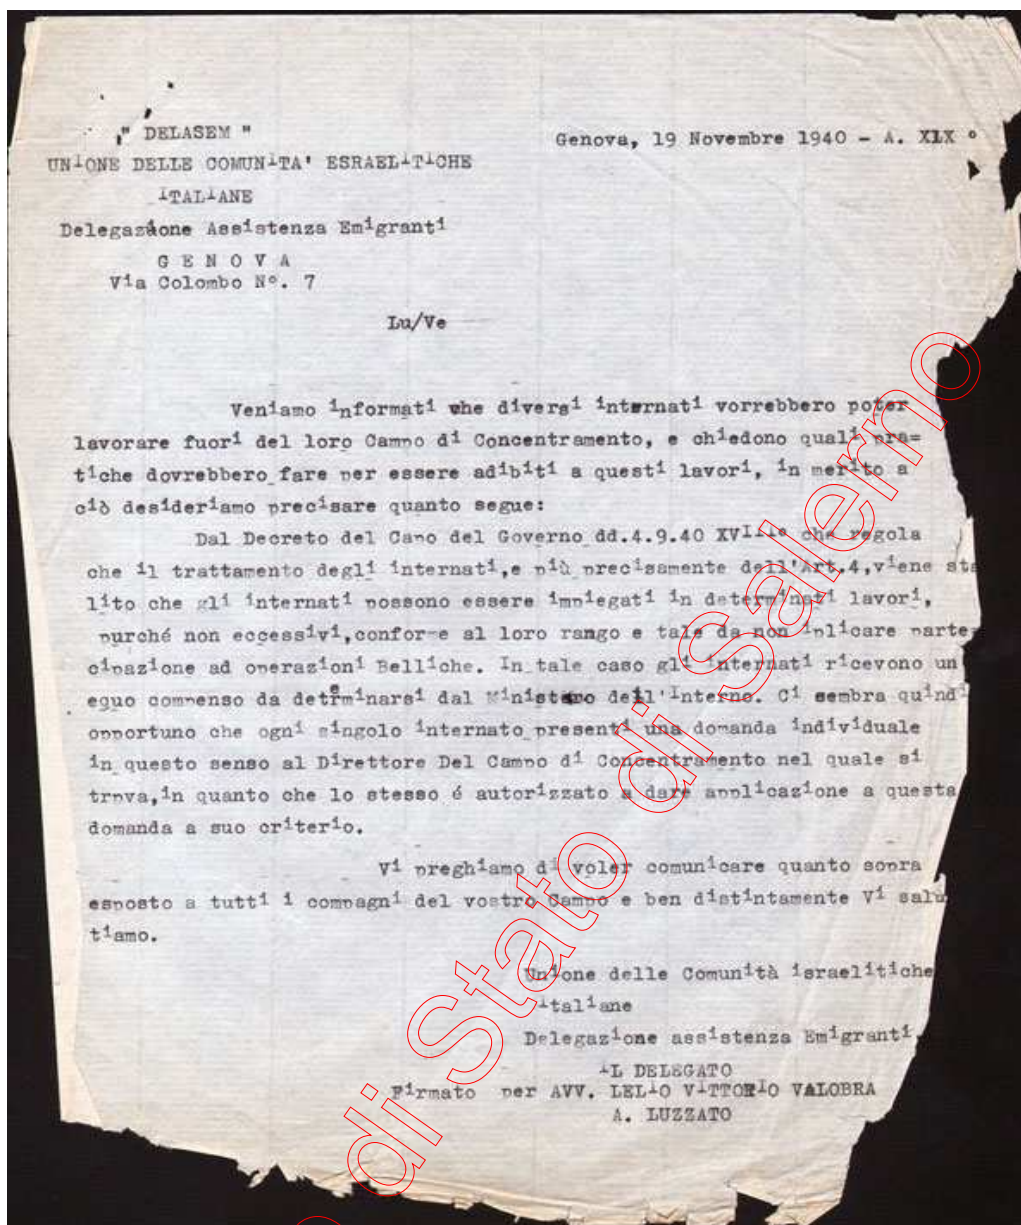 " DELASEM "
Genova, 19 Novembre 1940 - A. XIX °
UNIONE DELLE COMUNITA' ESRAELITICHE
ITALIANE
Delegazione Assistenza Emigranti
G E N O V A
Via Colombo N°. 7
Lu/Ve
Veniamo informati che diversi internati vorrebbero poter
lavorare fuori del loro Campo di Concentramento, e chiedono quali pra=
tiche dovrebbero fare per essere adibiti a questi lavori, in merito a
ciò desideriamo precisare quanto segue:
Dal Decreto del Capo del Governo dd.4.9.40 XVIIIo che regola
che il trattamento degli internati,e più precisamente dell'Art.4,viene sta
lito che gli internati possono essere impiegati in determinati lavori,
purché non eccessivi,conforme al loro rango e tale da non inlicare parte
cipazione ad operazioni Belliche. In tale caso gli internati ricevono un
equo compenso da determinarsi dal Ministero dell'Interno. Ci sembra quindi
opportuno che ogni singolo internato presenti una domanda individuale
in questo senso al Direttore Del Campo di Concentramento nel quale si
trova,in quanto che lo stesso é autorizzato a dare applicazione a questa
domanda a suo criterio.
Vi preghiamo di voler comunicare quanto sopra
esposto a tutti i compagni del vostro Campo e ben distintamente Vi salu
tiamo.
Unione delle Comunità israelitiche
italiane
Delegazione assistenza Emigranti,
IL DELEGATO
Firmato per AVV. LELIO VITTORIO VALOBRA
A. LUZZATO
di Stato di Salerno